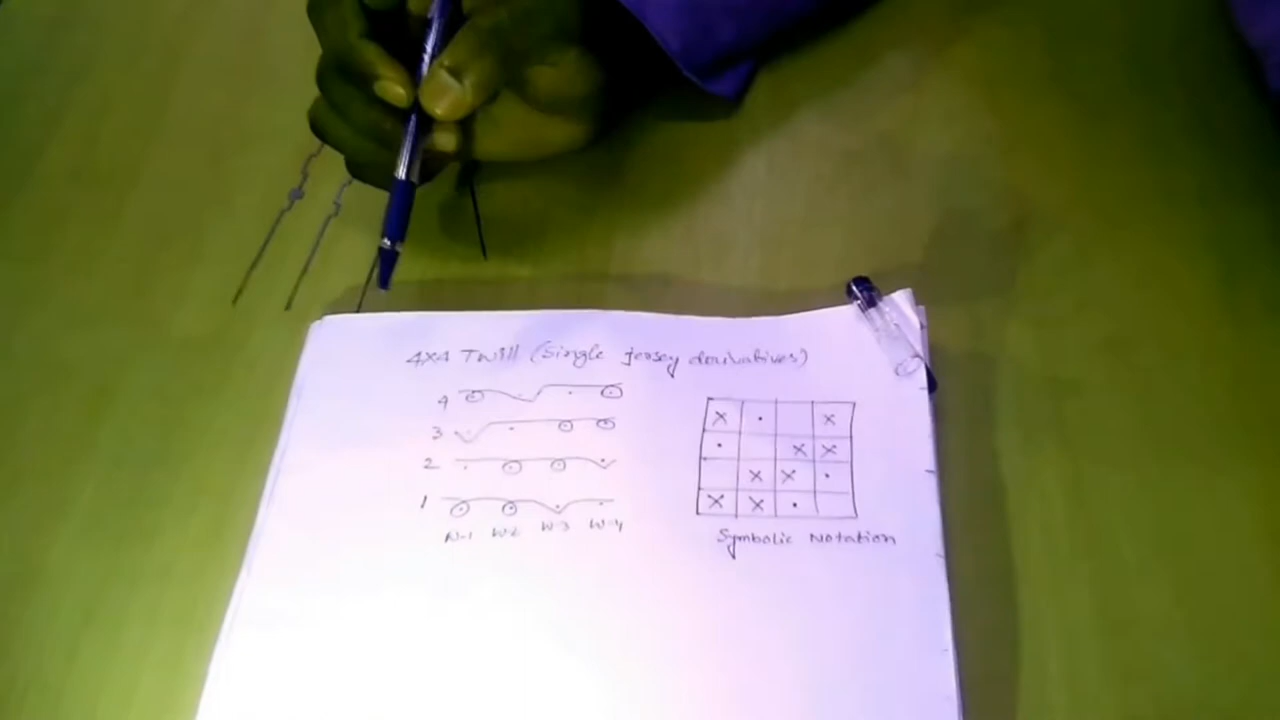 4x4 Twill (Single jersey derivatives)
4
3
2
1
W-1 W-2 W-3 W-4
X • X
• X X
X X •
X X •
Symbolic Notation